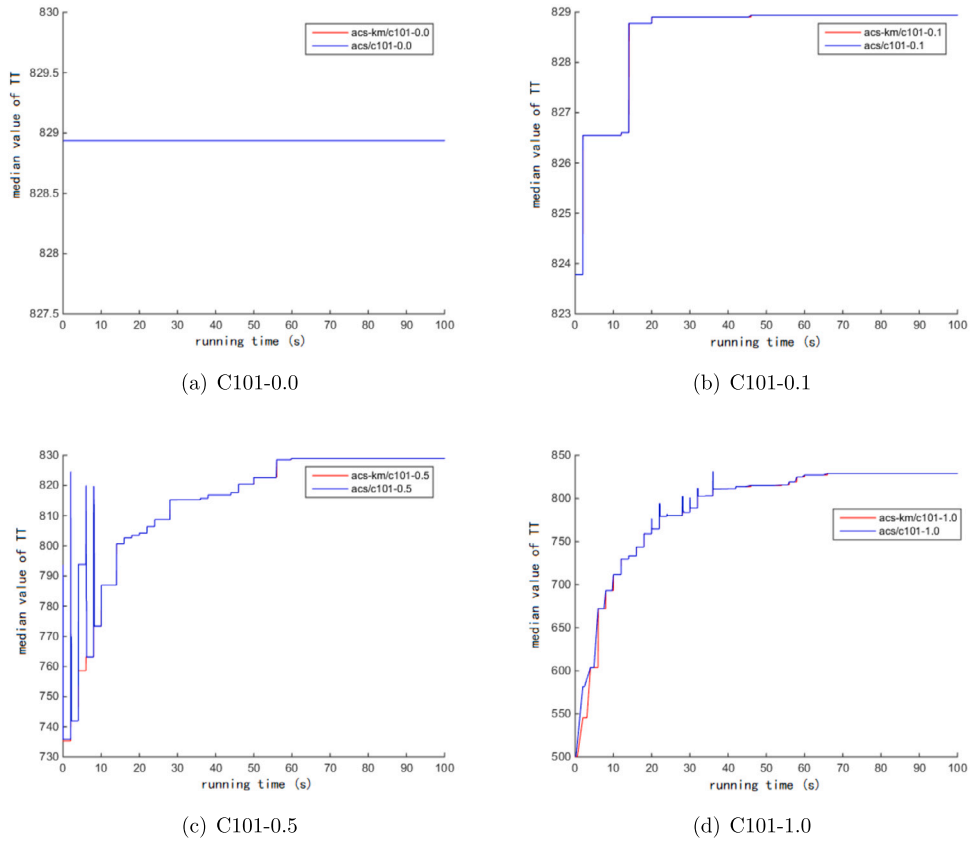 830
829.5
829
828.5
828
827.5
median value of TT
acs-km/c101-0.0
acs/c101-0.0
0 10 20 30 40 50 60 70 80 90 100
running time (s)
(a) C101-0.0
829
828
827
826
825
824
823
median value of TT
acs-km/c101-0.1
acs/c101-0.1
0 10 20 30 40 50 60 70 80 90 100
running time (s)
(b) C101-0.1
830
820
810
800
790
780
770
760
750
740
730
median value of TT
acs-km/c101-0.5
acs/c101-0.5
0 10 20 30 40 50 60 70 80 90 100
running time (s)
(c) C101-0.5
850
800
750
700
650
600
550
500
median value of TT
acs-km/c101-1.0
acs/c101-1.0
0 10 20 30 40 50 60 70 80 90 100
running time (s)
(d) C101-1.0